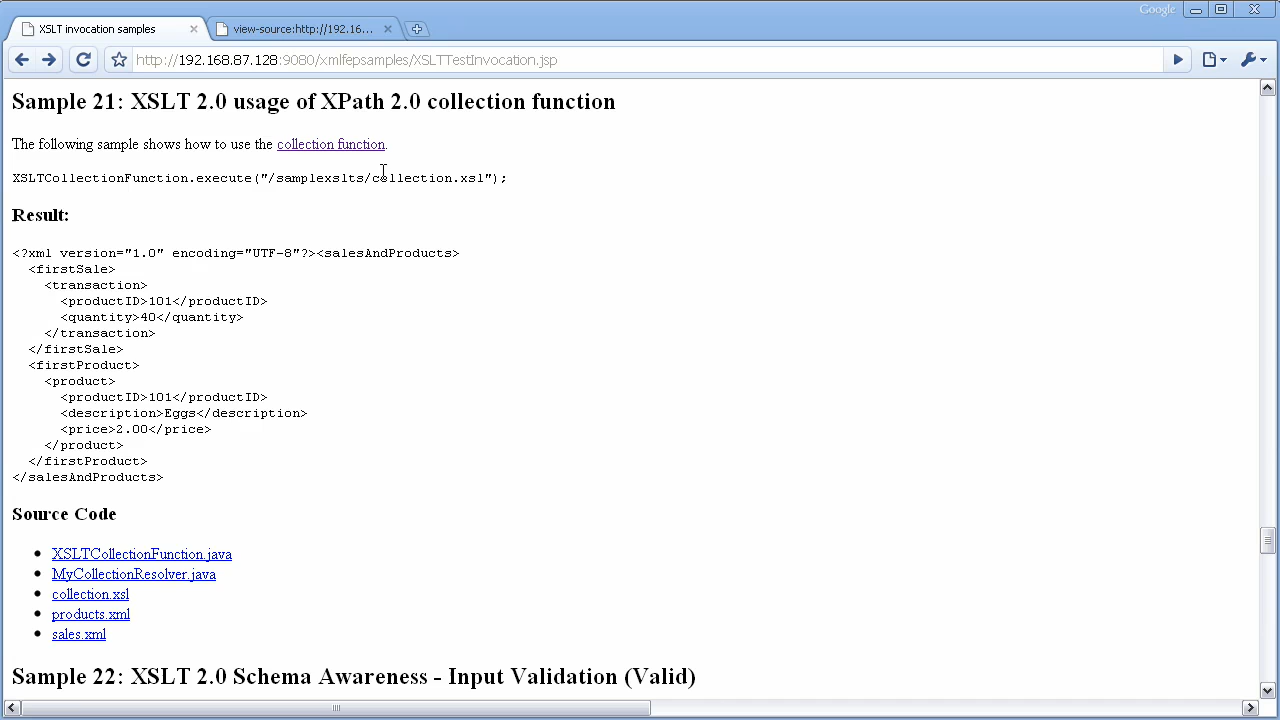 Google
XSLT invocation samples
view-source:http://192.16...
http://192.168.87.128:9080/xmlfepsamples/XSLTTestInvocation.jsp
Sample 21: XSLT 2.0 usage of XPath 2.0 collection function
The following sample shows how to use the collection function.
XSLTCollectionFunction.execute("/samplexslts/collection.xsl");
Result:
<?xml version="1.0" encoding="UTF-8"?><salesAndProducts>
<firstSale>
<transaction>
<productID>101</productID>
<quantity>40</quantity>
</transaction>
</firstSale>
<firstProduct>
<product>
<productID>101</productID>
<description>Eggs</description>
<price>2.00</price>
</product>
</firstProduct>
</salesAndProducts>
Source Code
XSLTCollectionFunction.java
MyCollectionResolver.java
collection.xsl
products.xml
sales.xml
Sample 22: XSLT 2.0 Schema Awareness - Input Validation (Valid)